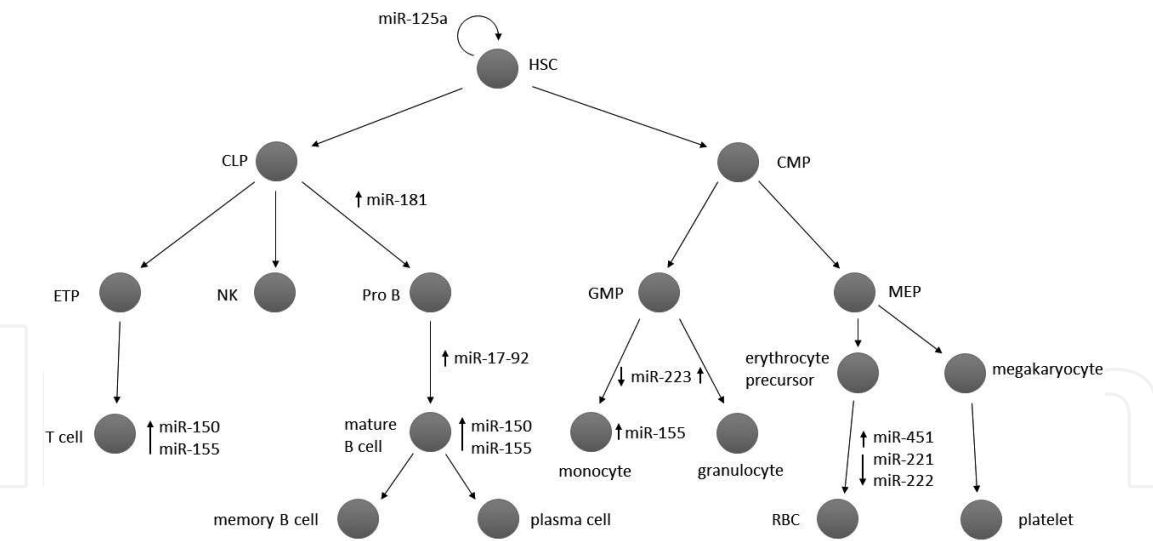 miR-125a
HSC
CLP
CMP
miR-181
ETP
NK
Pro B
GMP
MEP
miR-17-92
miR-223
erythrocyte
precursor
megakaryocyte
T cell
miR-150
miR-155
mature
B cell
miR-150
miR-155
miR-155
monocyte
granulocyte
miR-451
miR-221
miR-222
memory B cell
plasma cell
RBC
platelet